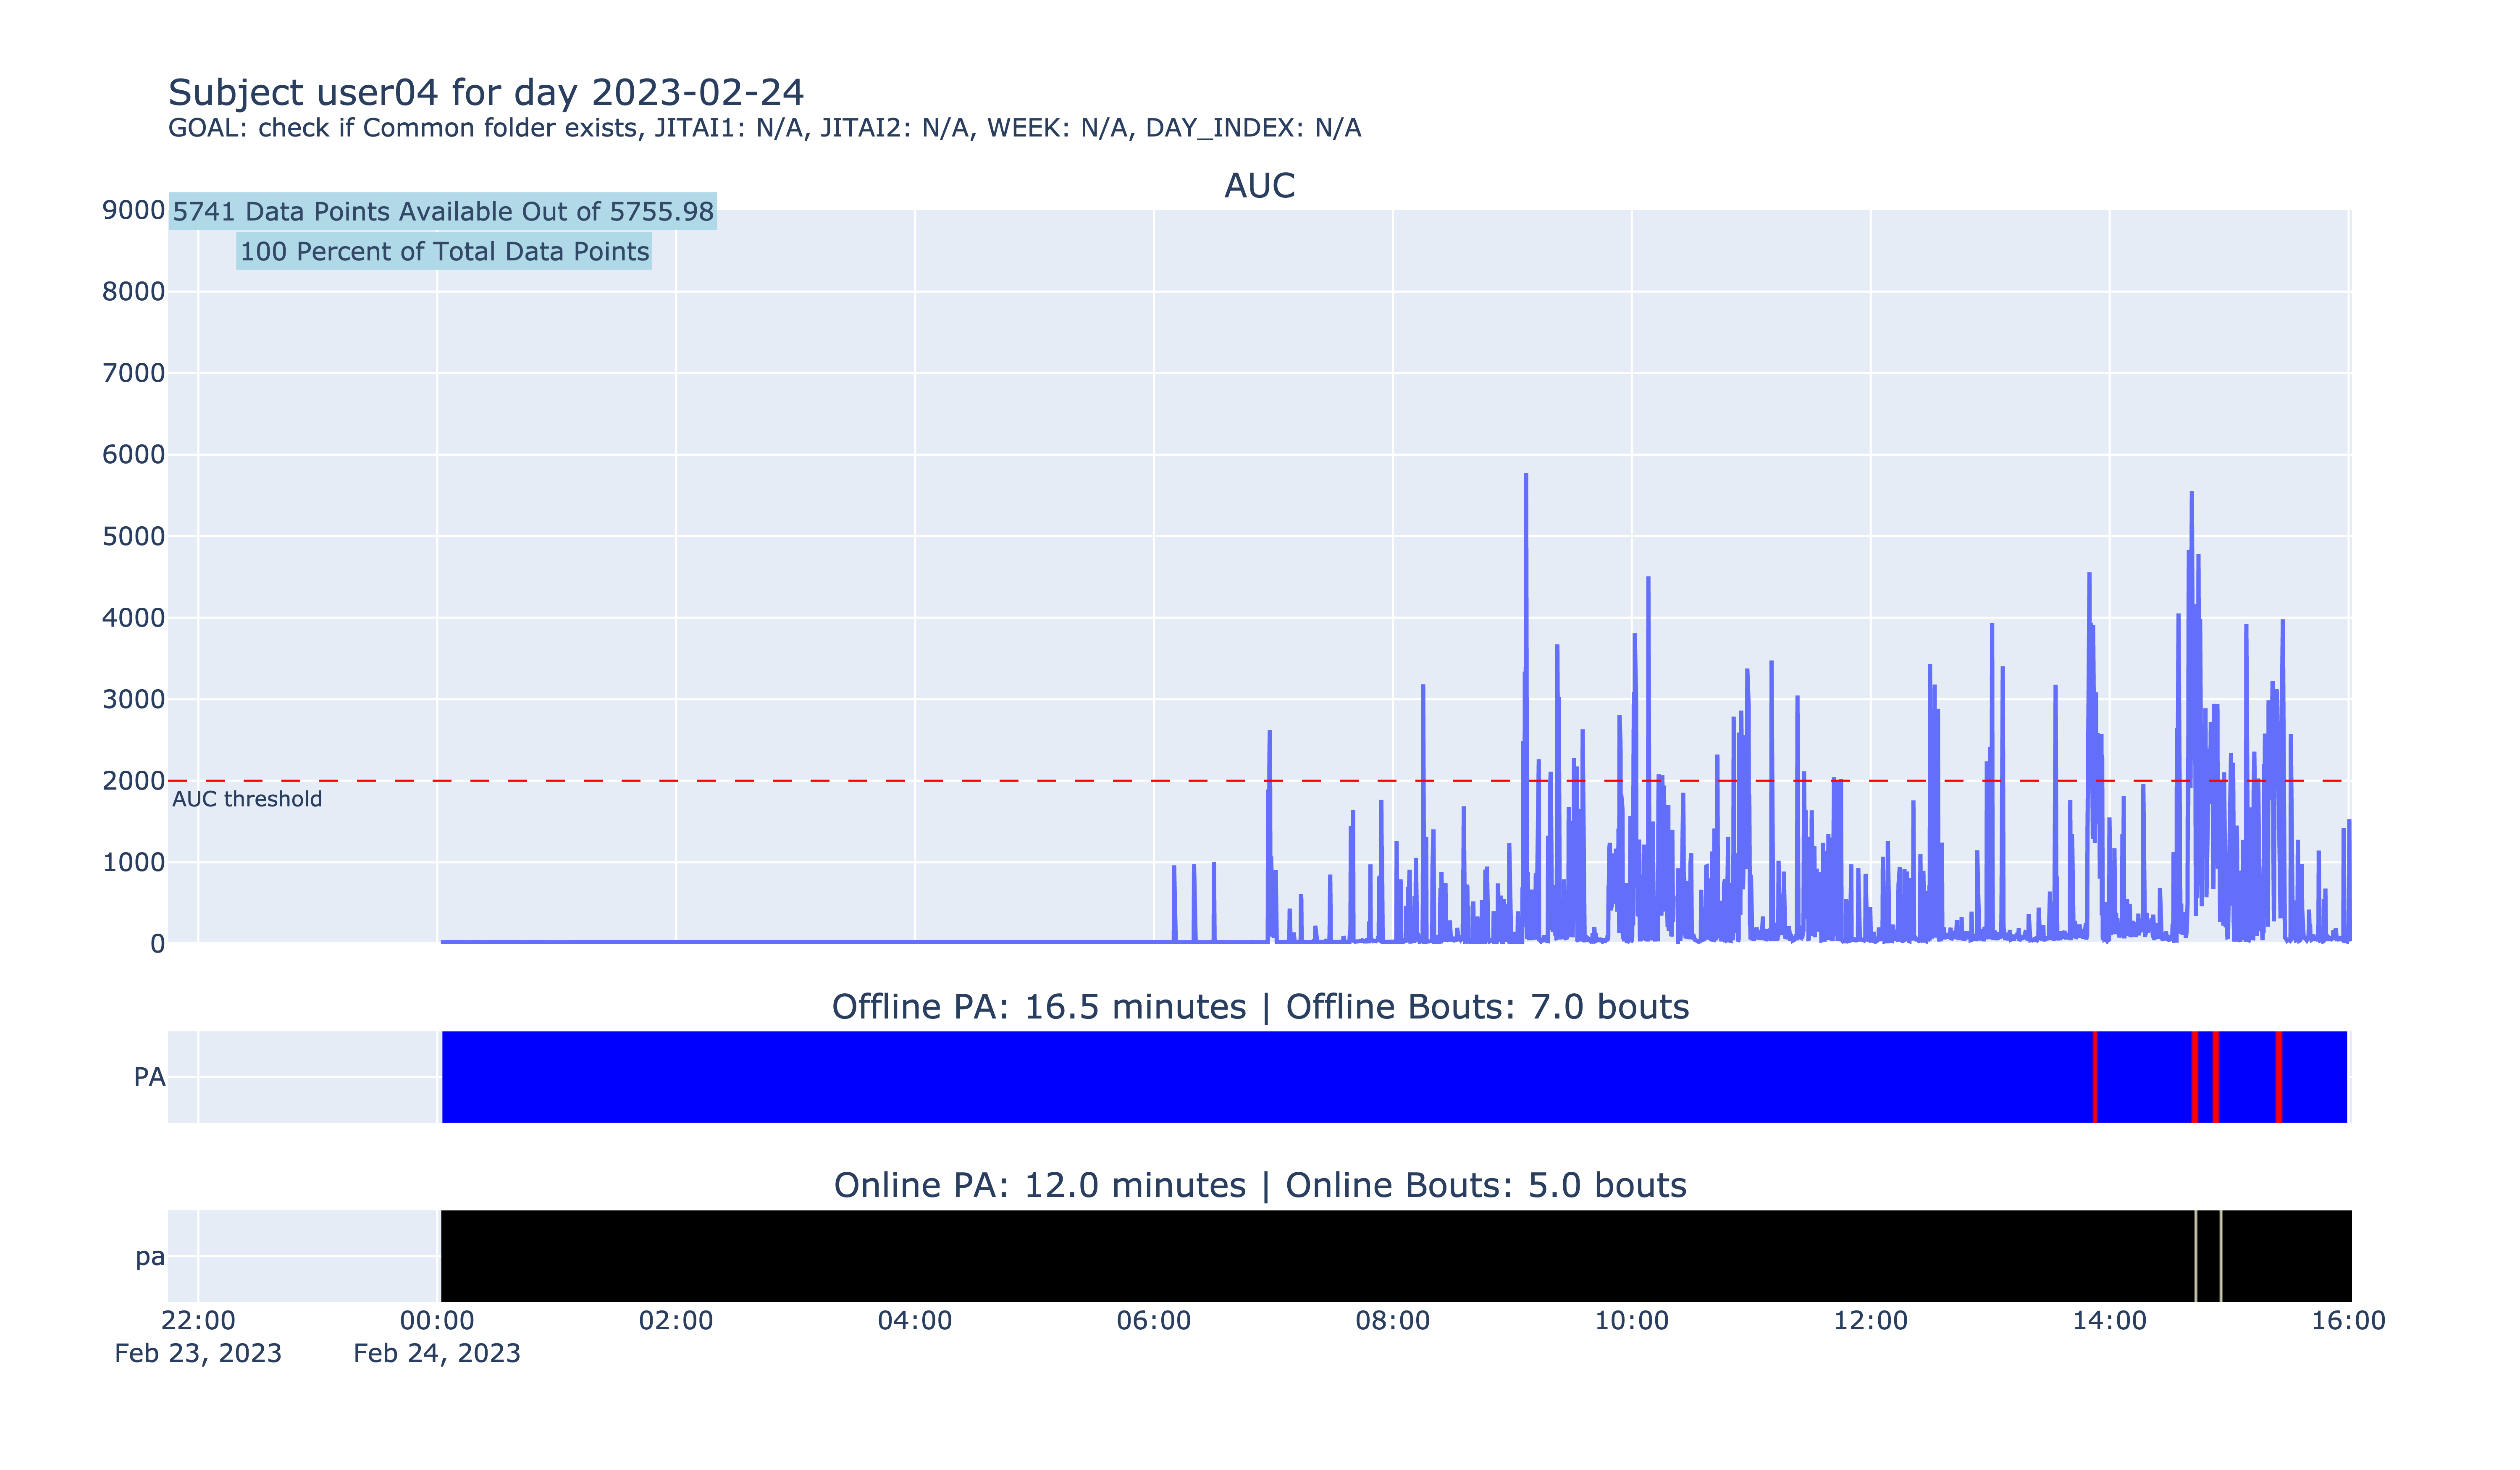 Subject user04 for day 2023-02-24
GOAL: check if Common folder exists, JITAI1: N/A, JITAI2: N/A, WEEK: N/A, DAY_INDEX: N/A
AUC
5741 Data Points Available Out of 5755.98
100 Percent of Total Data Points
9000
8000
7000
6000
5000
4000
3000
2000
AUC threshold
1000
0
Offline PA: 16.5 minutes | Offline Bouts: 7.0 bouts
PA
Online PA: 12.0 minutes | Online Bouts: 5.0 bouts
pa
22:00 00:00 02:00 04:00 06:00 08:00 10:00 12:00 14:00 16:00
Feb 23, 2023 Feb 24, 2023